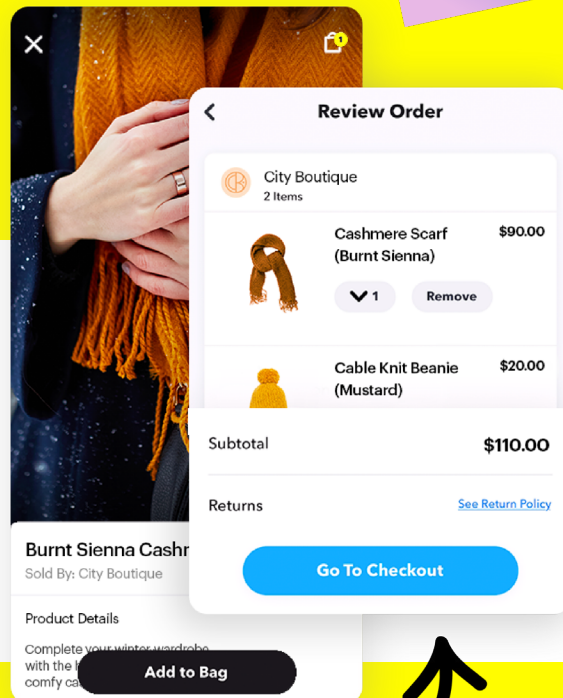 1
Review Order
City Boutique
2 Items
Cashmere Scarf
(Burnt Sienna)
$90.00
1
Remove
Cable Knit Beanie
(Mustard)
$20.00
Subtotal
$110.00
Returns
See Return Policy
Go To Checkout
Burnt Sienna Cashr
Sold By: City Boutique
Product Details
Complete your winter wardrobe
with the
comfy
Add to Bag